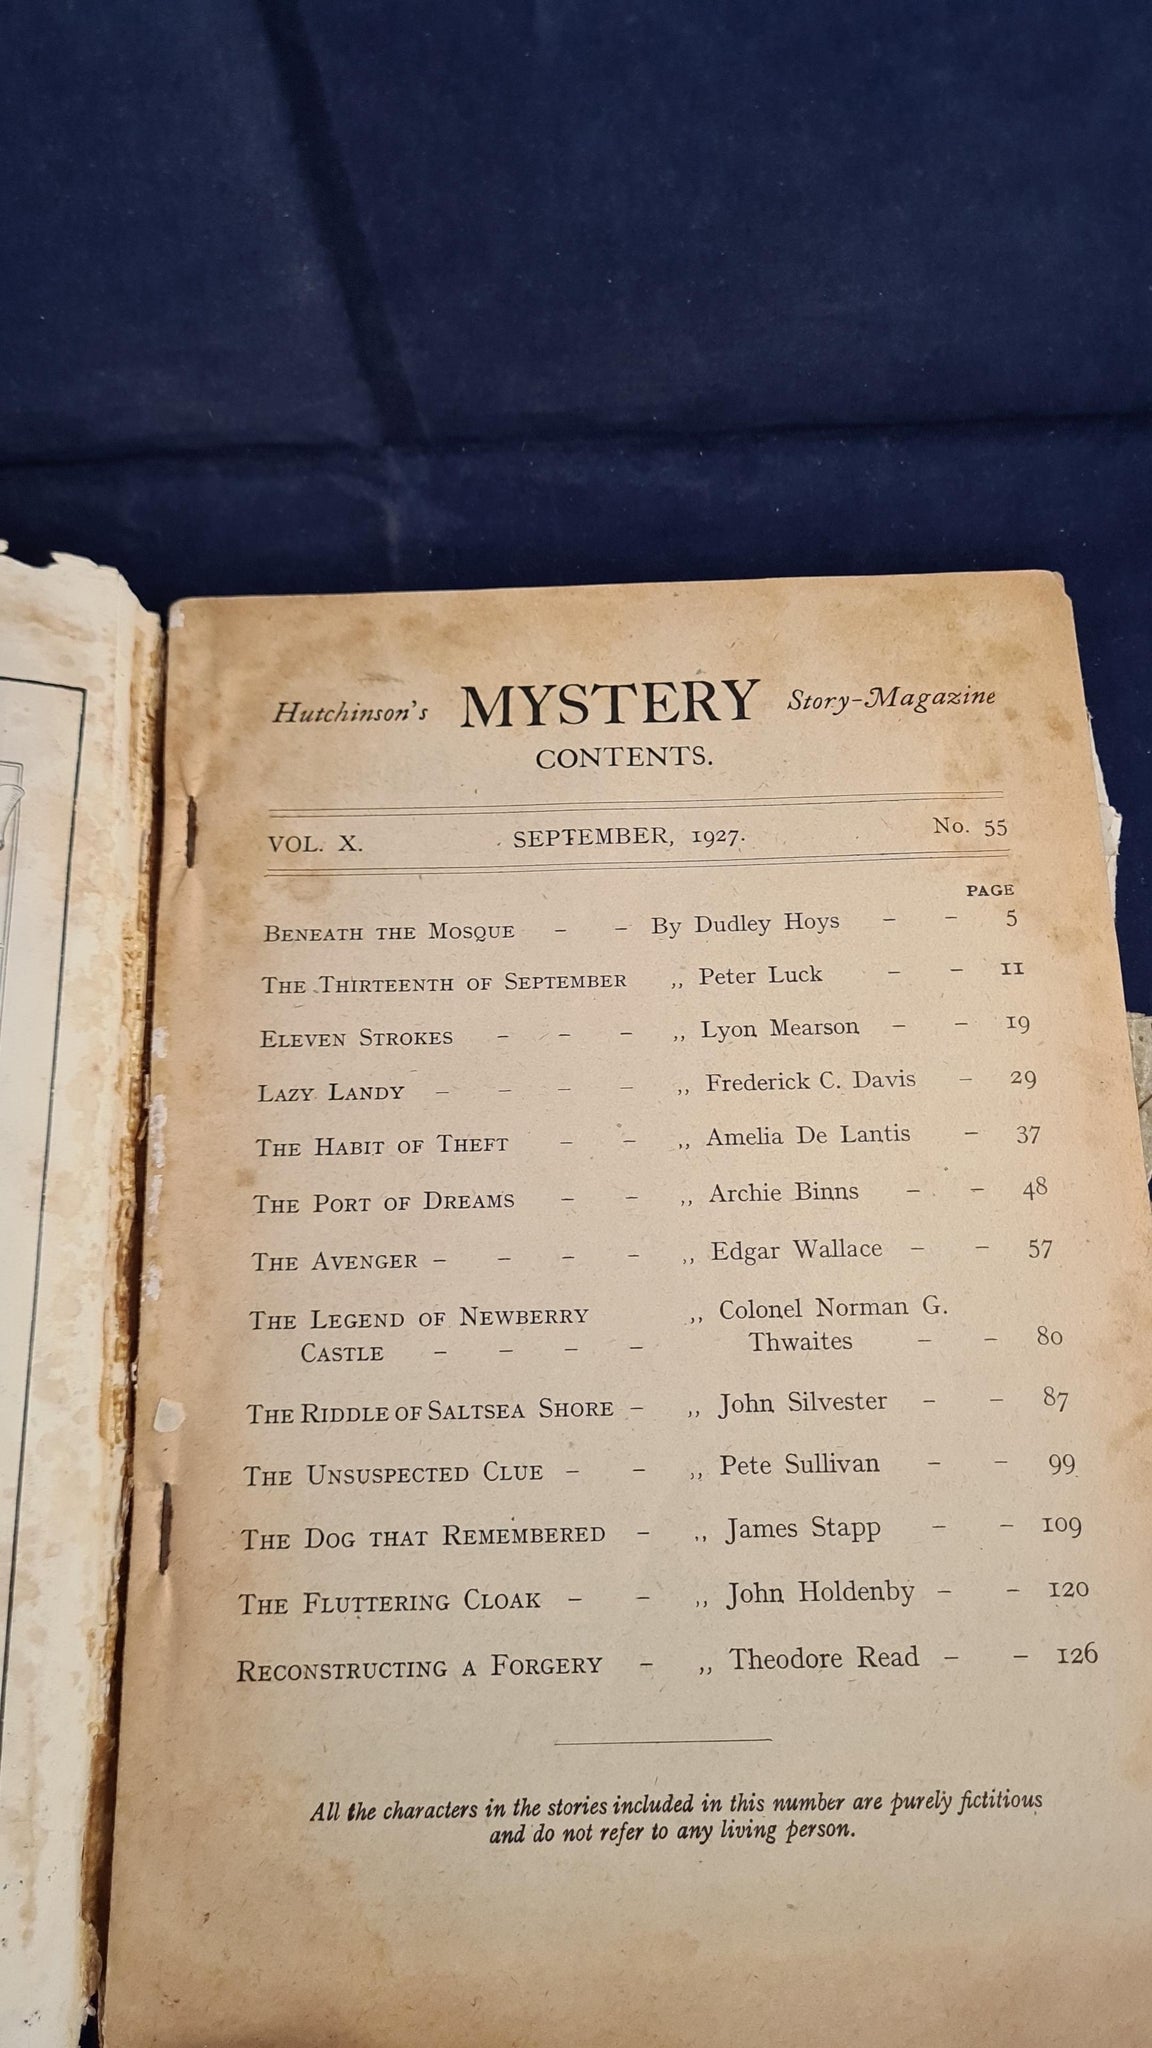 Hutchinson's MYSTERY Story-Magazine
CONTENTS.
VOL. X. SEPTEMBER, 1927. No. 55
PAGE
BENEATH THE MOSQUE - - By Dudley Hoys - - 5
THE THIRTEENTH OF SEPTEMBER ,, Peter Luck - - 11
ELEVEN STROKES - - - ,, Lyon Mearson - - 19
LAZY LANDY - - - - ,, Frederick C. Davis - 29
THE HABIT OF THEFT - - ,, Amelia De Lantis - 37
THE PORT OF DREAMS - - ,, Archie Binns - - 48
THE AVENGER - - - - ,, Edgar Wallace - - 57
THE LEGEND OF NEWBERRY ,, Colonel Norman G.
CASTLE - - - - Thwaites - - 80
THE RIDDLE OF SALTSEA SHORE - ,, John Silvester - - 87
THE UNSUSPECTED CLUE - - ,, Pete Sullivan - - 99
THE DOG THAT REMEMBERED - ,, James Stapp - - 109
THE FLUTTERING CLOAK - - ,, John Holdenby - - 120
RECONSTRUCTING A FORGERY - ,, Theodore Read - - 126
All the characters in the stories included in this number are purely fictitious
and do not refer to any living person.